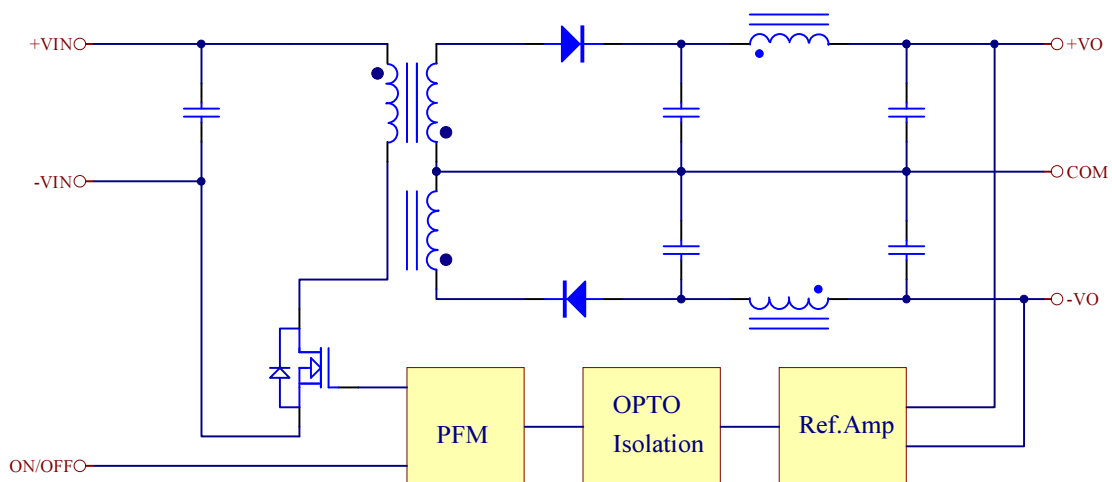 +VIN
+VO
-VIN
COM
-VO
OPTO
Isolation
PFM
Ref.Amp
ON/OFF